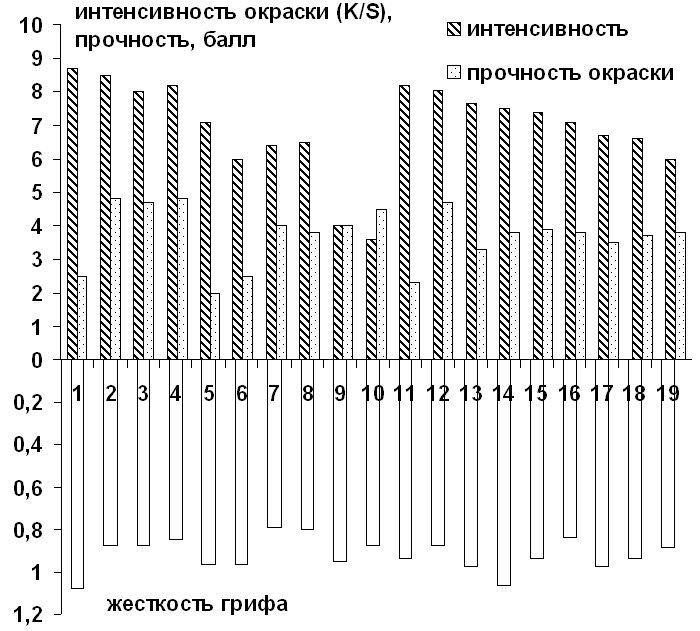 интенсивность окраски (K/S),
прочность, балл
интенсивность
прочность окраски
10
9
8
7
6
5
4
3
2
1
0
1 2 3 4 5 6 7 8 9 10 11 12 13 14 15 16 17 18 19
0,2
0,4
0,6
0,8
1
1,2
жесткость грифа